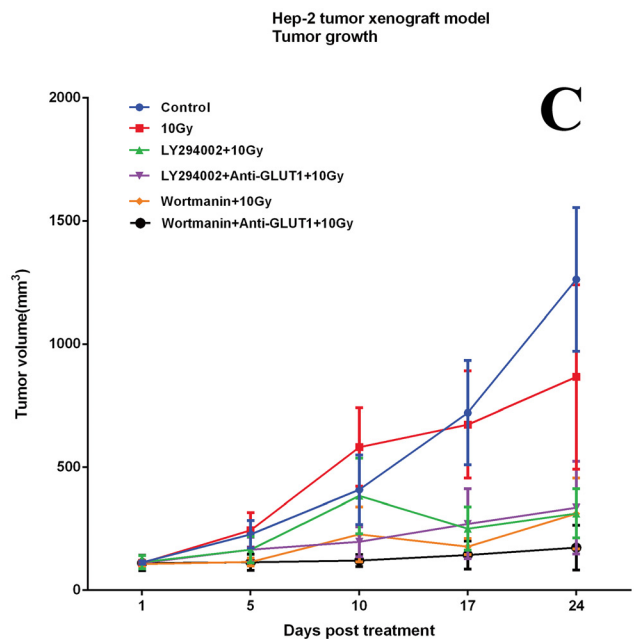 Hep-2 tumor xenograft model
Tumor growth
C
Control
10Gy
LY294002+10Gy
LY294002+Anti-GLUT1+10Gy
Wortmanin+10Gy
Wortmanin+Anti-GLUT1+10Gy
Tumor volume(mm³)
2000
1500
1000
500
0
1 5 10 17 24
Days post treatment